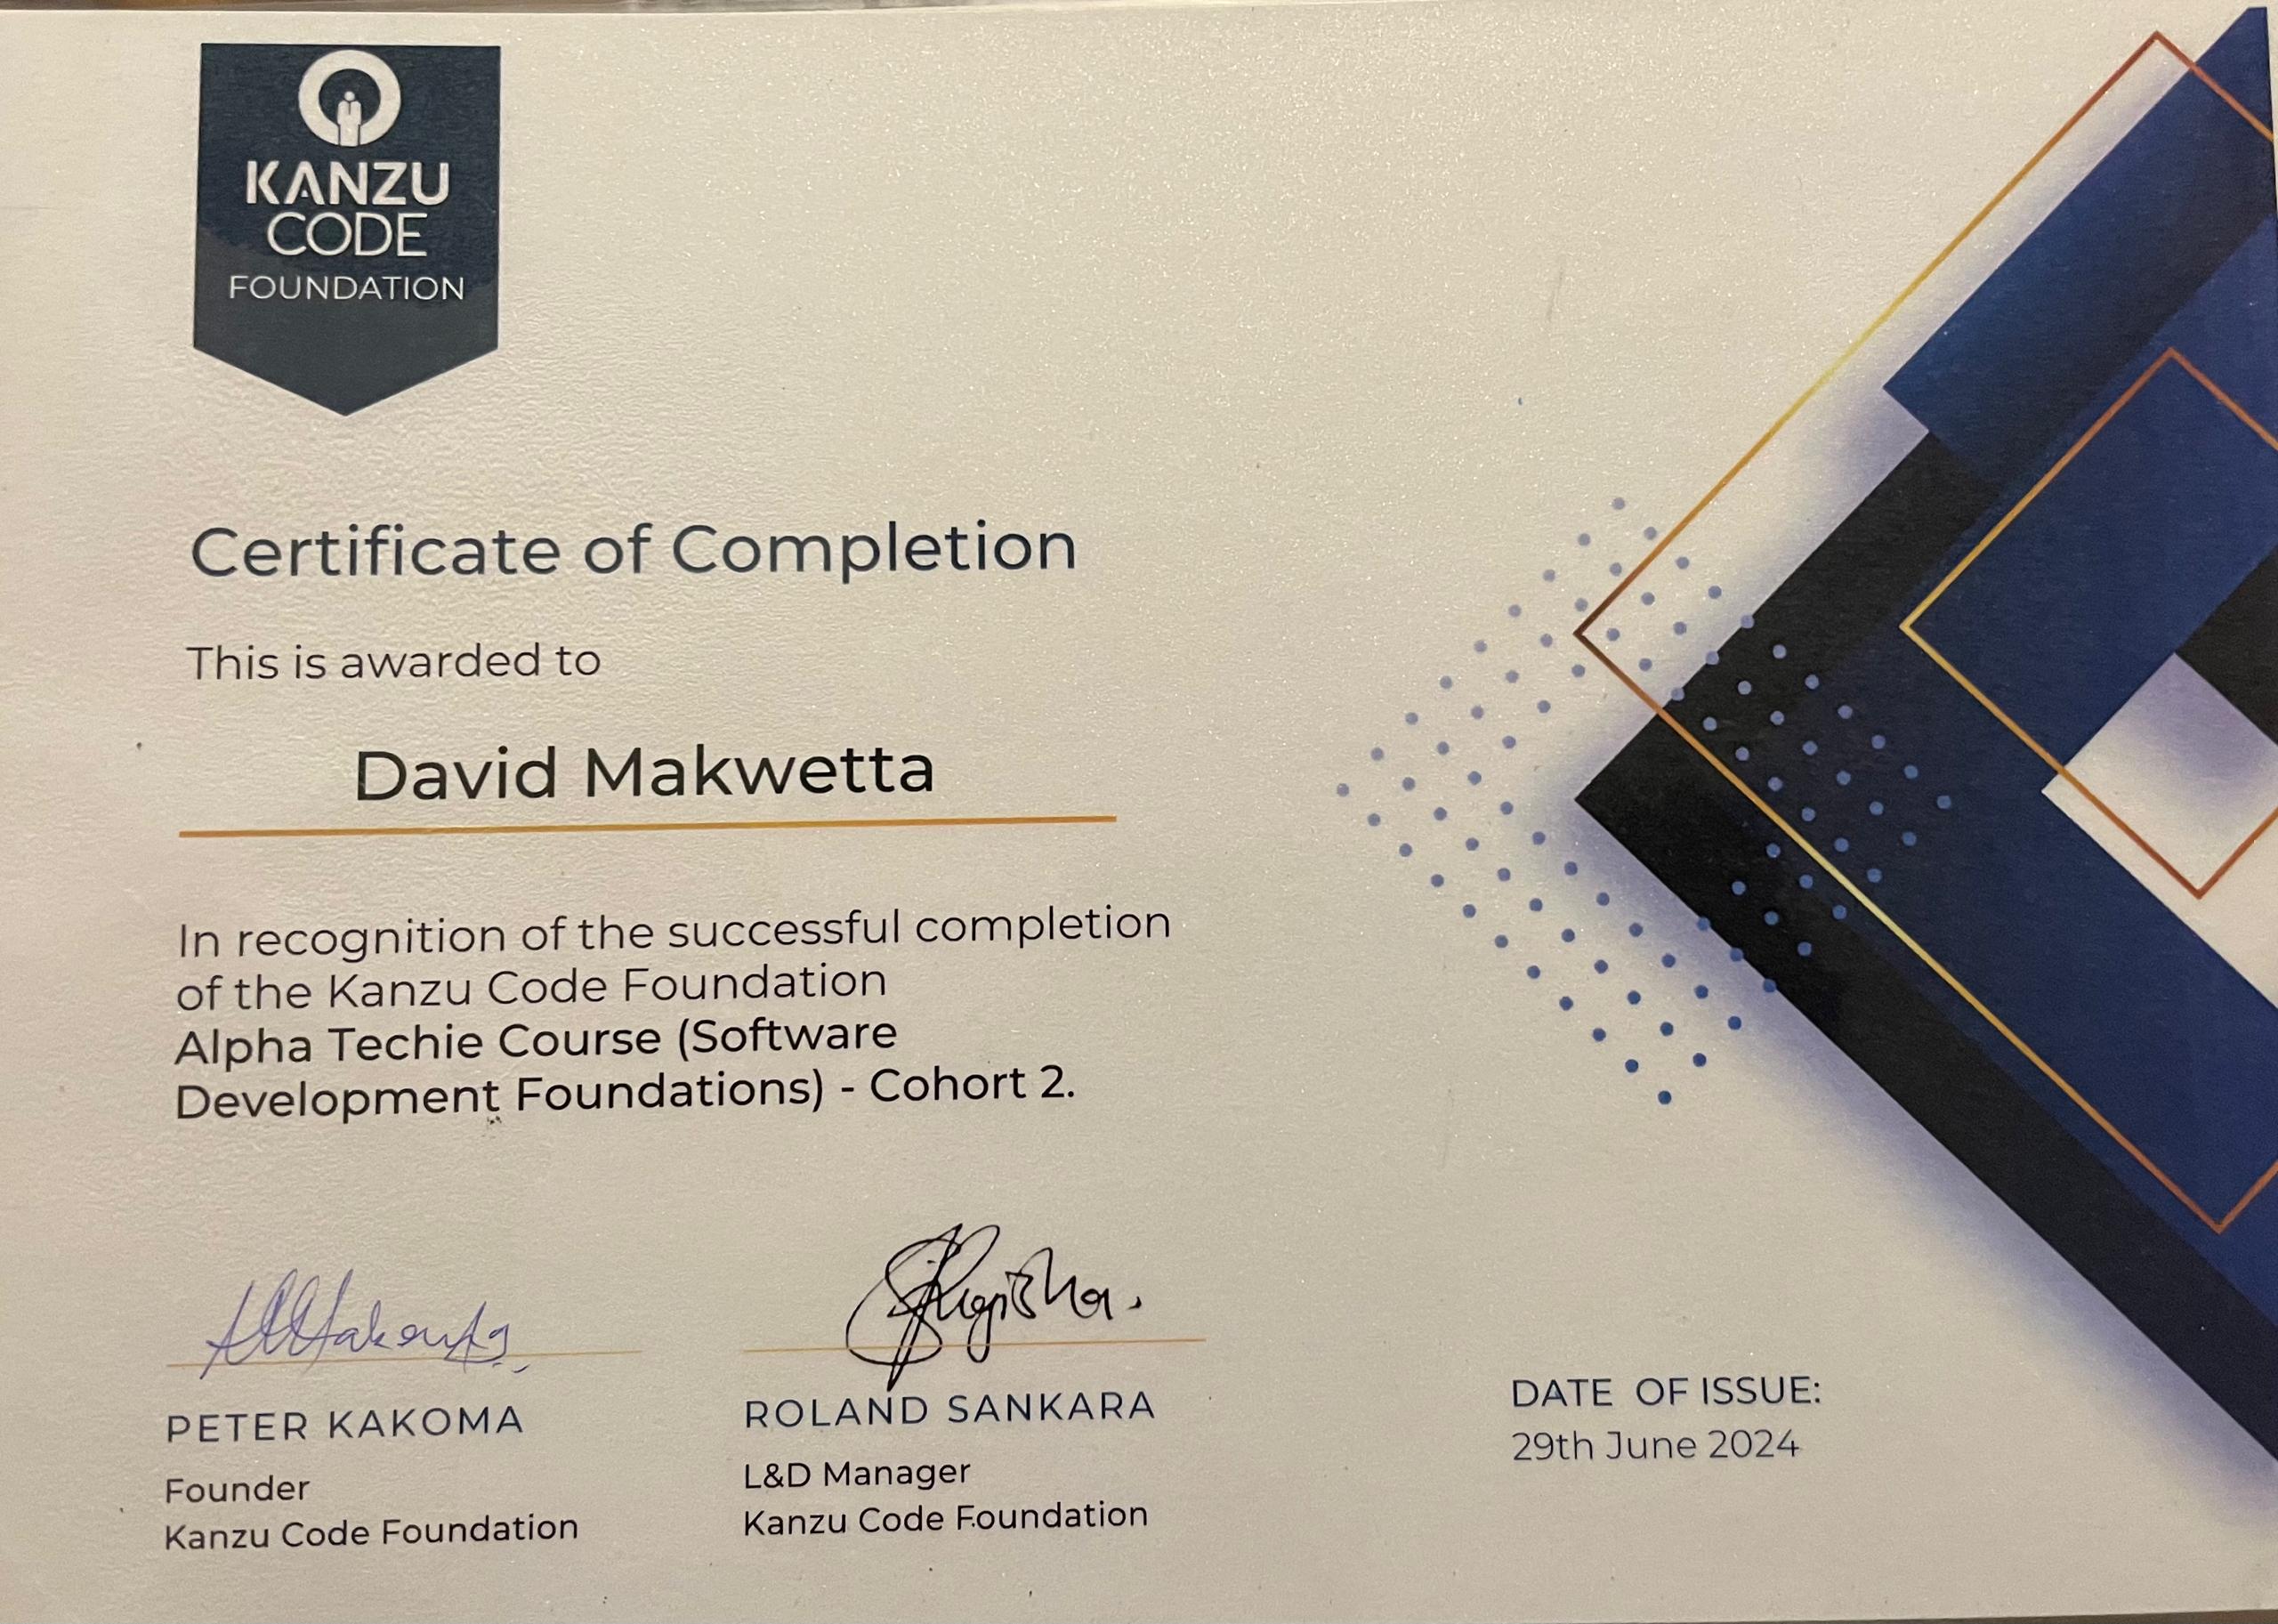 KANZU
CODE
FOUNDATION
Certificate of Completion
This is awarded to
David Makwetta
In recognition of the successful completion
of the Kanzu Code Foundation
Alpha Techie Course (Software
Development Foundations) - Cohort 2.
PETER KAKOMA
Founder
Kanzu Code Foundation
ROLAND SANKARA
L&D Manager
Kanzu Code Foundation
DATE OF ISSUE:
29th June 2024